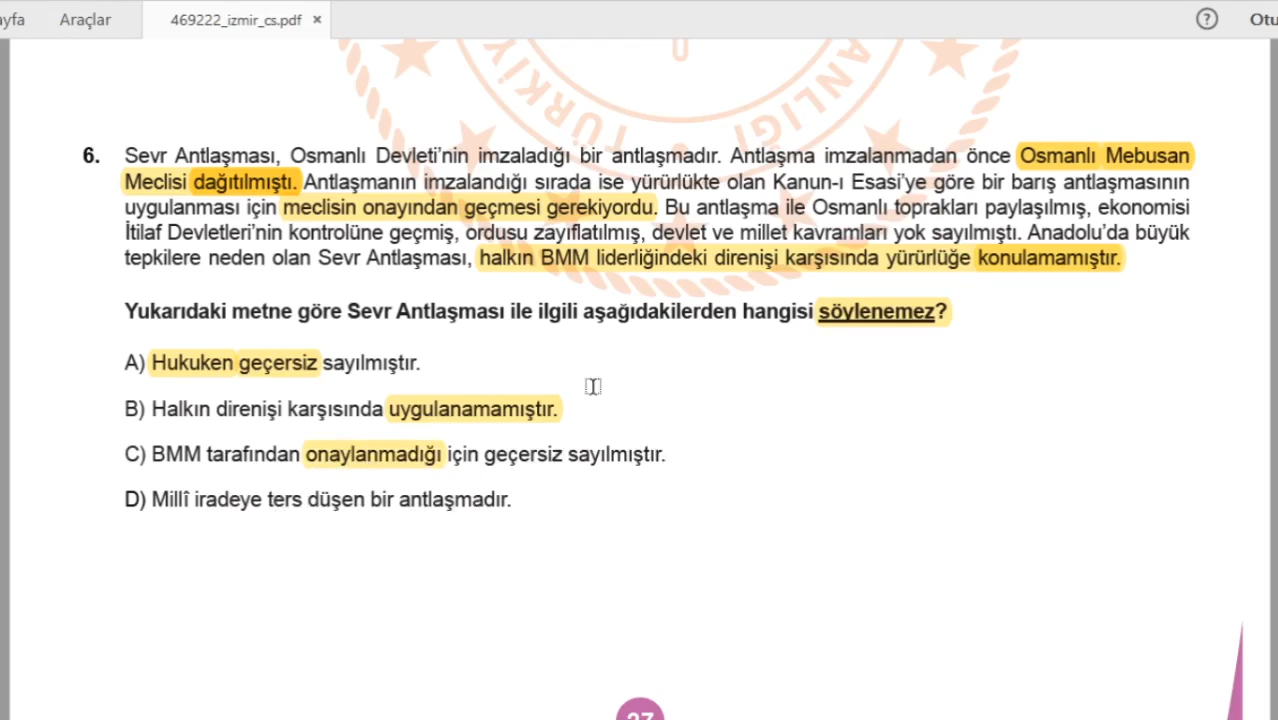 ayfa Araçlar 469222_izmir_cs.pdf × ? Otu
TÜRKİY ANLIĞI
6. Sevr Antlaşması, Osmanlı Devleti’nin imzaladığı bir antlaşmadır. Antlaşma imzalanmadan önce Osmanlı Mebusan
Meclisi dağıtılmıştı. Antlaşmanın imzalandığı sırada ise yürürlükte olan Kanun-ı Esasi’ye göre bir barış antlaşmasının
uygulanması için meclisin onayından geçmesi gerekiyordu. Bu antlaşma ile Osmanlı toprakları paylaşılmış, ekonomisi
İtilaf Devletleri’nin kontrolüne geçmiş, ordusu zayıflatılmış, devlet ve millet kavramları yok sayılmıştı. Anadolu’da büyük
tepkilere neden olan Sevr Antlaşması, halkın BMM liderliğindeki direnişi karşısında yürürlüğe konulamamıştır.
Yukarıdaki metne göre Sevr Antlaşması ile ilgili aşağıdakilerden hangisi söylenemez?
A) Hukuken geçersiz sayılmıştır.
B) Halkın direnişi karşısında uygulanamamıştır.
C) BMM tarafından onaylanmadığı için geçersiz sayılmıştır.
D) Millî iradeye ters düşen bir antlaşmadır.
27